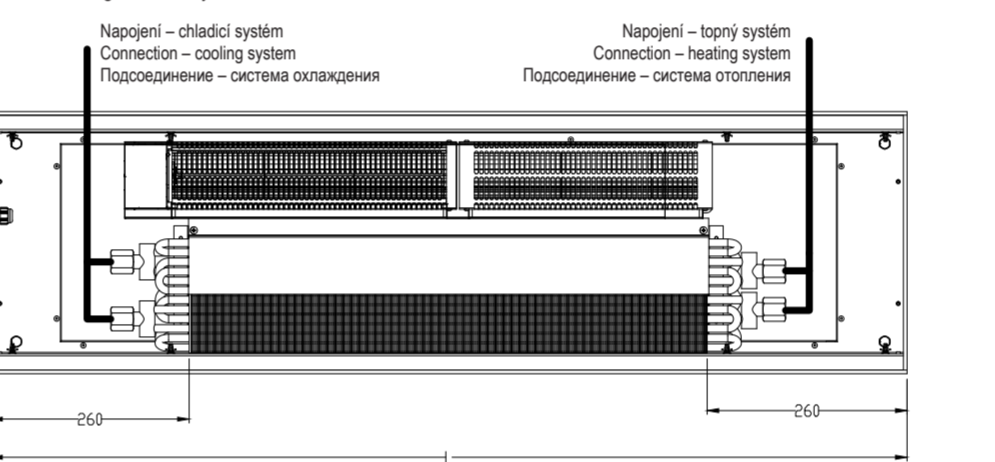 Napojení – chladicí systém
Connection – cooling system
Подсоединение – система охлаждения
Napojení – topný systém
Connection – heating system
Подсоединение – система отопления
260
260